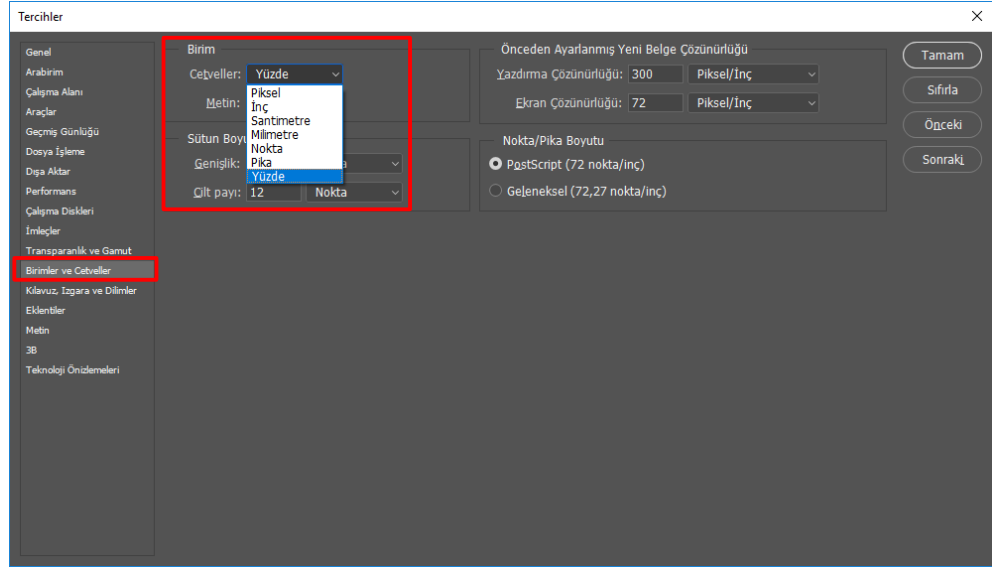 Tercihler
Genel
Arabirim
Çalışma Alanı
Araçlar
Geçmiş Günlüğü
Dosya İşleme
Dışa Aktar
Performans
Çalışma Diskleri
İmleçler
Transparanlık ve Gamut
Birimler ve Cetveller
Kılavuz, Izgara ve Dilimler
Eklentiler
Metin
3B
Teknoloji Önizlemeleri
Birim
Cetveller: Yüzde
Metin:
Piksel
İnç
Santimetre
Milimetre
Nokta
Pika
Yüzde
Sütun
Genişlik:
Cilt payı: 12 Nokta
Önceden Ayarlanmış Yeni Belge Çözünürlüğü
Yazdırma Çözünürlüğü: 300 Piksel/İnç
Ekran Çözünürlüğü: 72 Piksel/İnç
Nokta/Pika Boyutu
PostScript (72 nokta/inç)
Geleneksel (72,27 nokta/inç)
Tamam
Sıfırla
Önceki
Sonraki